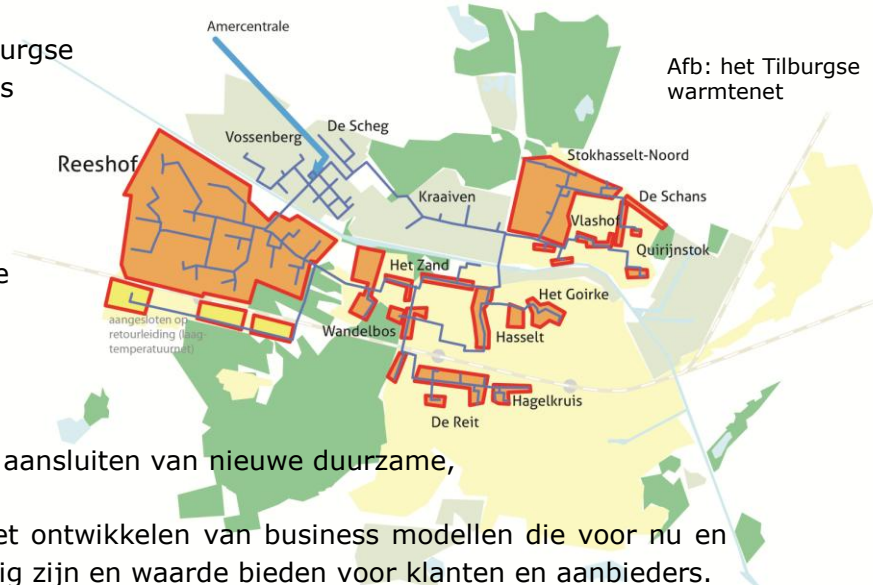 urgse
s
Afb: het Tilburgse
warmtenet
Amercentrale
De Scheg
Vossenberg
Reeshof
Stokhasselt-Noord
De Schans
Kraaiven
Vlashof
Quirijnstok
e
Het Zand
Het Goirke
aangesloten op
retourleiding (laag-
temperatuurnet)
Wandelbos
Hasselt
Hagelkruis
De Reit
aansluiten van nieuwe duurzame,
et ontwikkelen van business modellen die voor nu en
ig zijn en waarde bieden voor klanten en aanbieders.